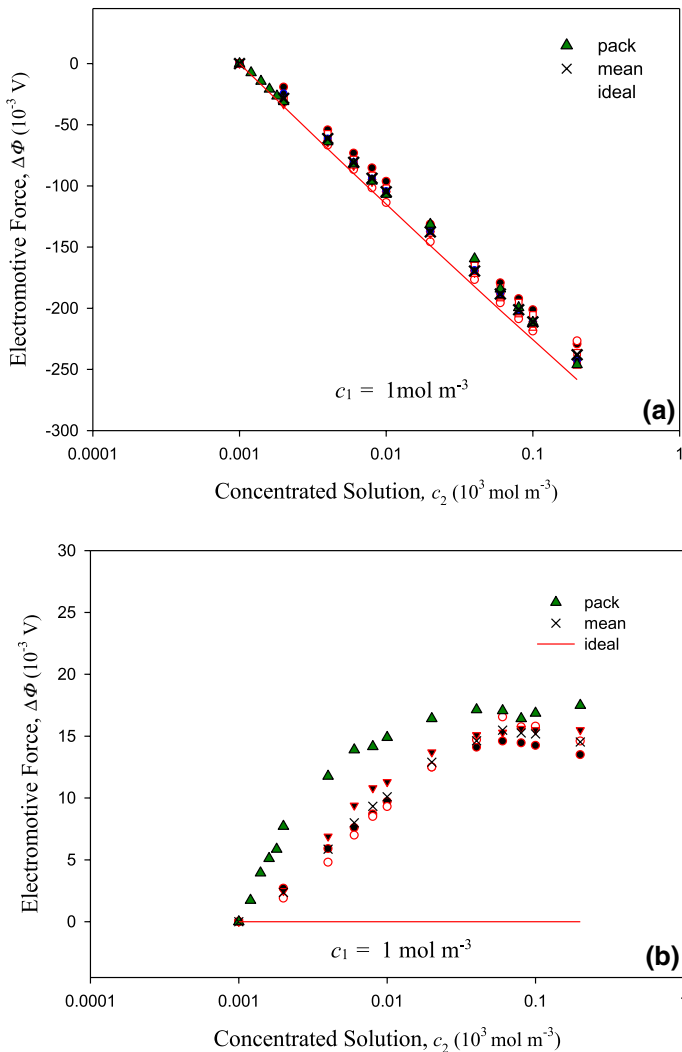 0
-50
-100
-150
-200
-250
-300
Electromotive Force, ΔΦ (10⁻³ V)
pack
mean
ideal
c₁ = 1mol m⁻³
(a)
0.0001 0.001 0.01 0.1 1
Concentrated Solution, c₂ (10³ mol m⁻³)
30
25
20
15
10
5
0
Electromotive Force, ΔΦ (10⁻³ V)
pack
mean
ideal
c₁ = 1 mol m⁻³
(b)
0.0001 0.001 0.01 0.1 1
Concentrated Solution, c₂ (10³ mol m⁻³)